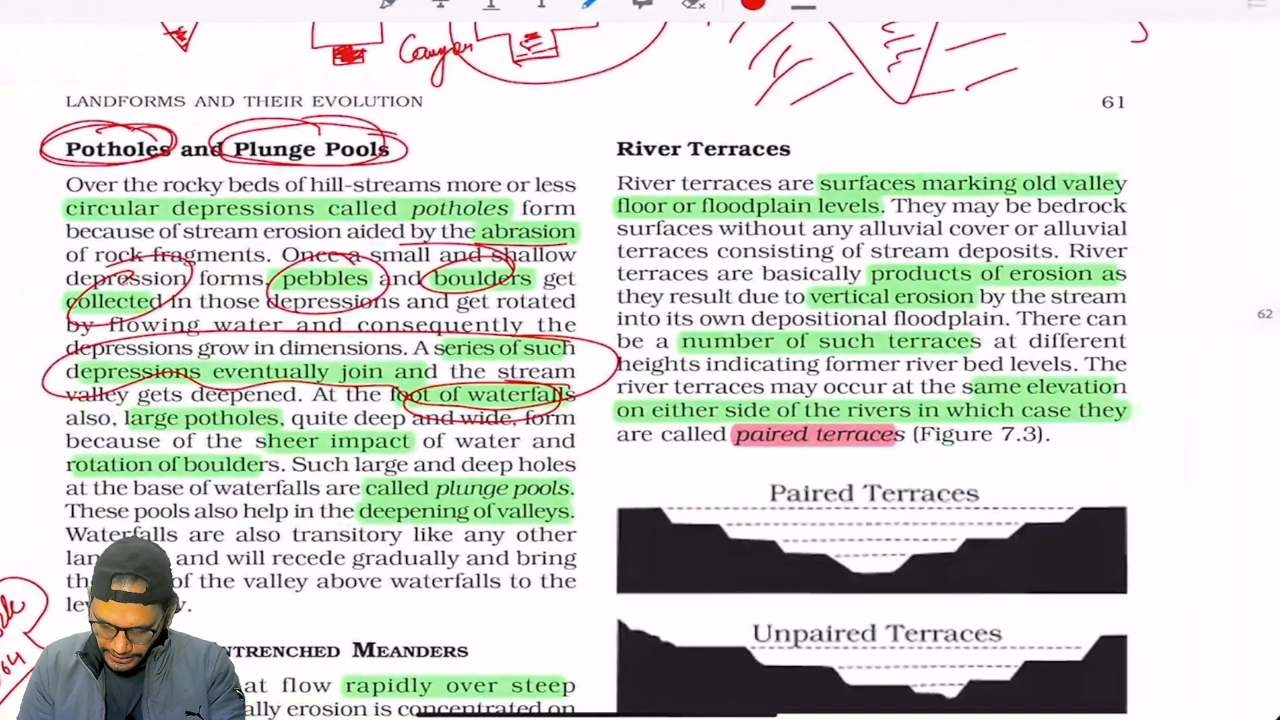 Canyon
LANDFORMS AND THEIR EVOLUTION
61
Potholes and Plunge Pools
Over the rocky beds of hill-streams more or less
circular depressions called potholes form
because of stream erosion aided by the abrasion
of rock fragments. Once a small and shallow
depression forms, pebbles and boulders get
collected in those depressions and get rotated
by flowing water and consequently the
depressions grow in dimensions. A series of such
depressions eventually join and the stream
valley gets deepened. At the foot of waterfalls
also, large potholes, quite deep and wide, form
because of the sheer impact of water and
rotation of boulders. Such large and deep holes
at the base of waterfalls are called plunge pools.
These pools also help in the deepening of valleys.
Waterfalls are also transitory like any other
and will recede gradually and bring
of the valley above waterfalls to the
MEANDERS
at flow rapidly over steep
erosion is concentrated on
River Terraces
River terraces are surfaces marking old valley
floor or floodplain levels. They may be bedrock
surfaces without any alluvial cover or alluvial
terraces consisting of stream deposits. River
terraces are basically products of erosion as
they result due to vertical erosion by the stream
into its own depositional floodplain. There can
be a number of such terraces at different
heights indicating former river bed levels. The
river terraces may occur at the same elevation
on either side of the rivers in which case they
are called paired terraces (Figure 7.3).
Paired Terraces
Unpaired Terraces
62